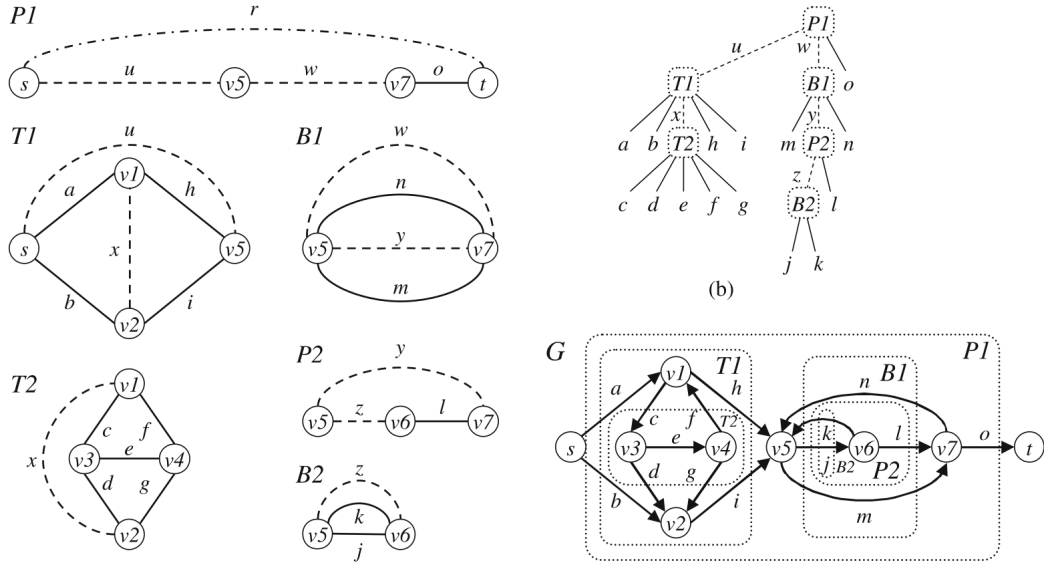 P1
r
s u v5 w v7 o t
T1
u
v1
a h
s x v5
b i
v2
B1
w
n
v5 y v7
m
T2
v1
c f
x v3 e v4
d g
v2
P2
y
v5 z v6 l v7
B2
z
k
v5 v6
j
P1
u w
T1 B1 o
x y
a b T2 h i m P2 n
z
c d e f g B2 l
j k
(b)
G P1
T1 B1
v1 n
a h
c f T2 k
s v3 e v4 v5 v6 l v7 o t
d g j B2 P2
b i
v2 m